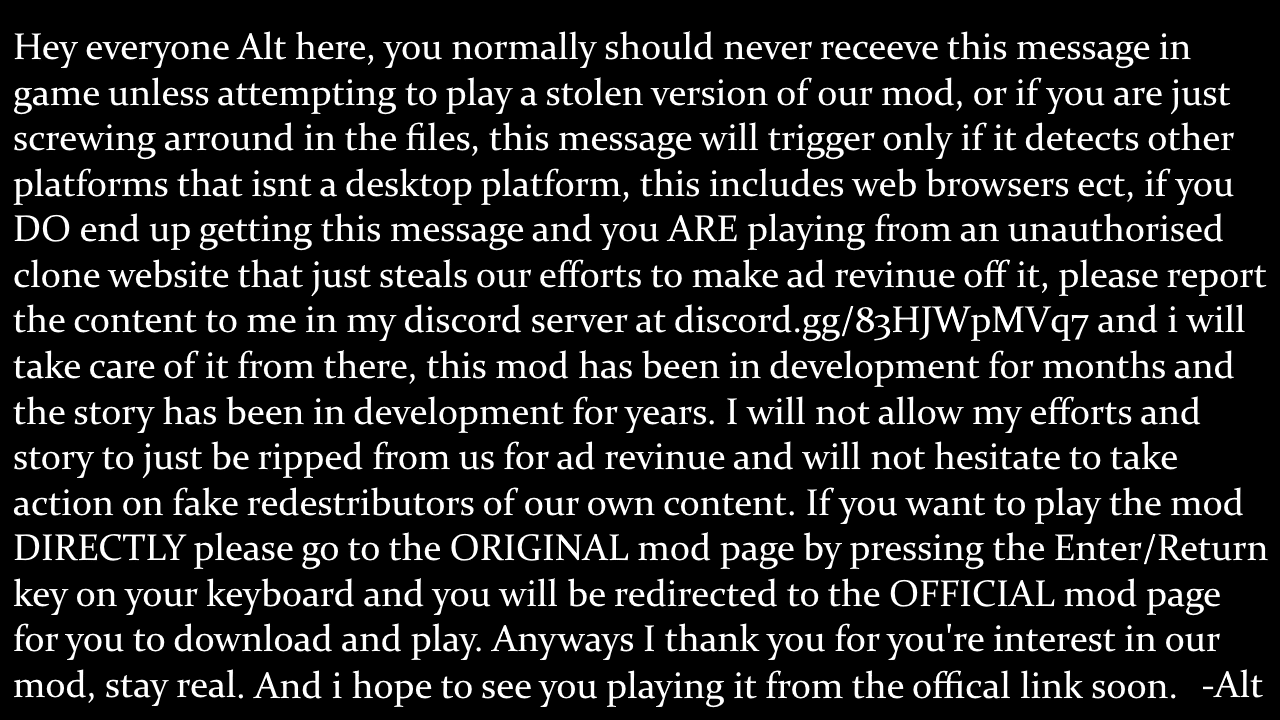 Hey everyone Alt here, you normally should never receeve this message in
game unless attempting to play a stolen version of our mod, or if you are just
screwing arround in the files, this message will trigger only if it detects other
platforms that isnt a desktop platform, this includes web browsers ect, if you
DO end up getting this message and you ARE playing from an unauthorised
clone website that just steals our efforts to make ad revinue off it, please report
the content to me in my discord server at discord.gg/83HJWpMVq7 and i will
take care of it from there, this mod has been in development for months and
the story has been in development for years. I will not allow my efforts and
story to just be ripped from us for ad revinue and will not hesitate to take
action on fake redestributors of our own content. If you want to play the mod
DIRECTLY please go to the ORIGINAL mod page by pressing the Enter/Return
key on your keyboard and you will be redirected to the OFFICIAL mod page
for you to download and play. Anyways I thank you for you're interest in our
mod, stay real. And i hope to see you playing it from the offical link soon. -Alt